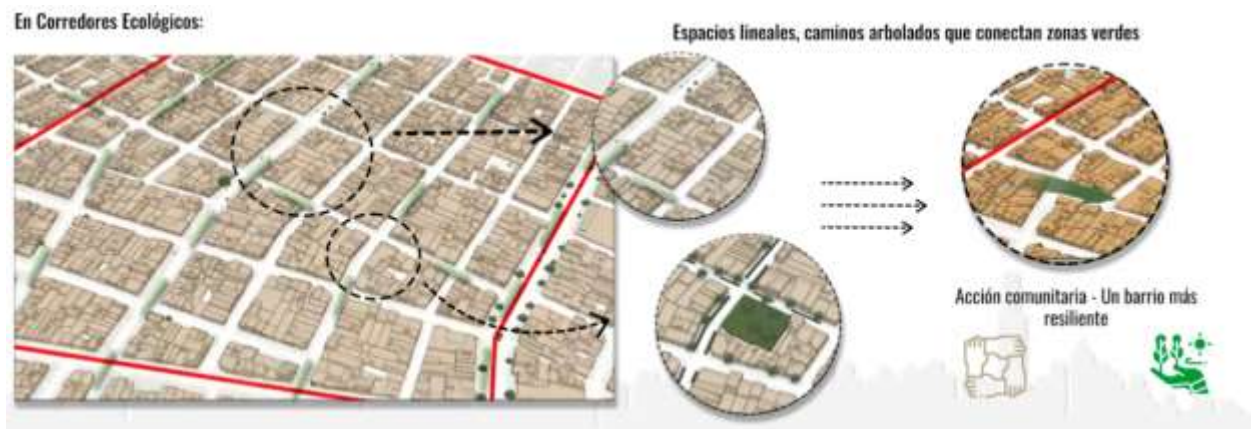 En Corredores Ecológicos:
Espacios lineales, caminos arbolados que conectan zonas verdes
Acción comunitaria - Un barrio más
resiliente